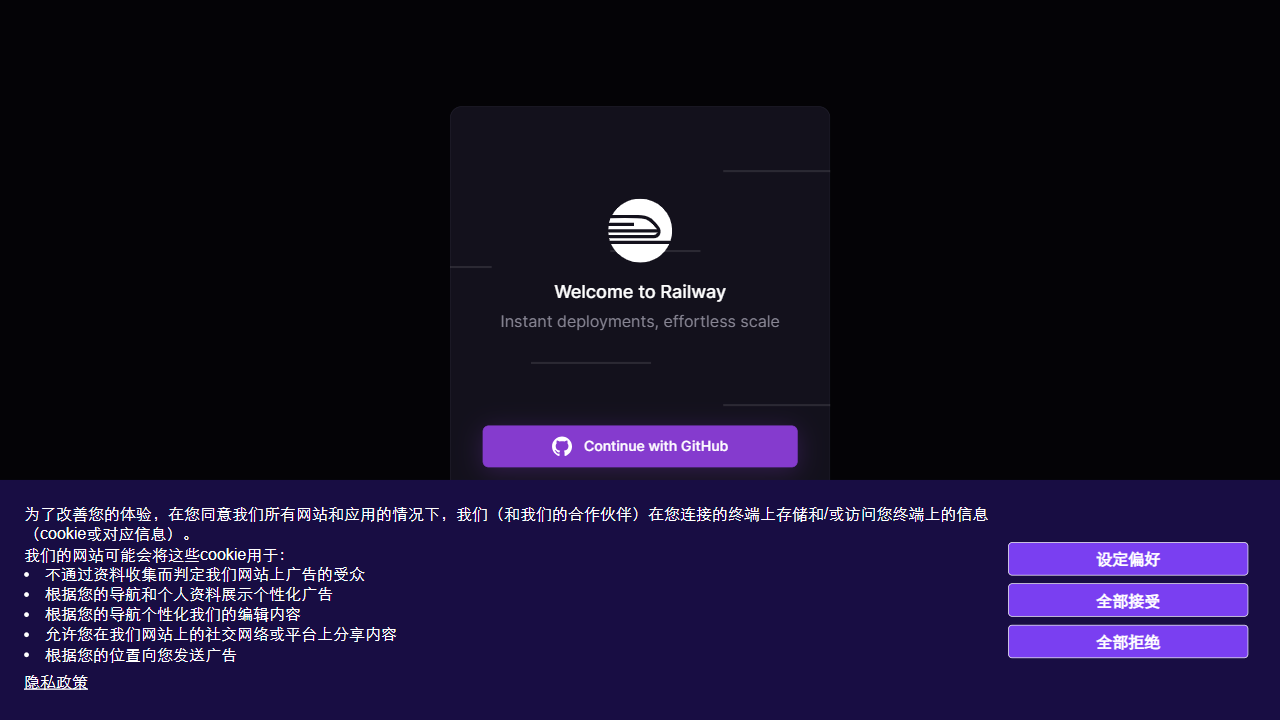 Welcome to Railway
Instant deployments, effortless scale
Continue with GitHub
为了改善您的体验，在您同意我们所有网站和应用的情况下，我们（和我们的合作伙伴）在您连接的终端上存储和/或访问您终端上的信息
（cookie或对应信息）。
我们的网站可能会将这些cookie用于：
• 不通过资料收集而判定我们网站上广告的受众
• 根据您的导航和个人资料展示个性化广告
• 根据您的导航个性化我们的编辑内容
• 允许您在我们网站上的社交网络或平台上分享内容
• 根据您的位置向您发送广告
隐私政策
设定偏好
全部接受
全部拒绝